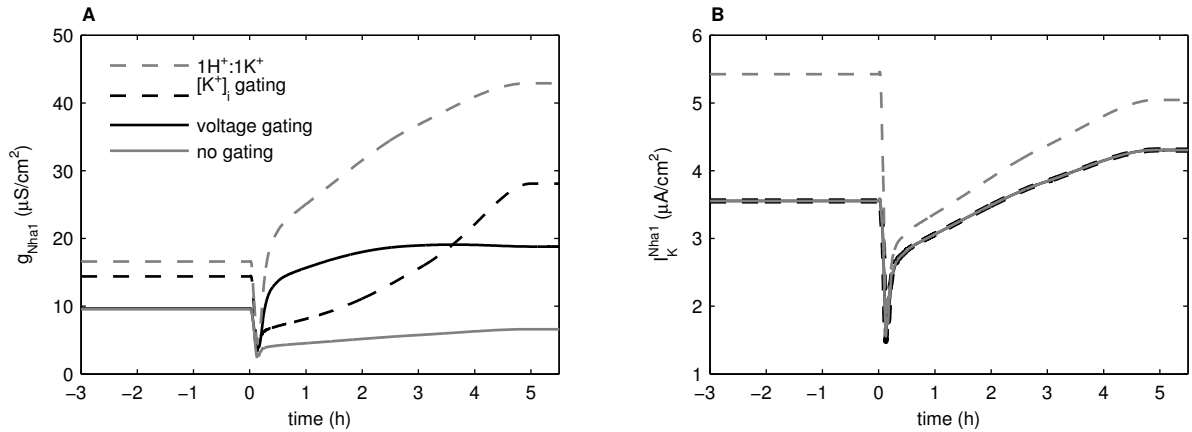 A
50
40
30
20
10
0
g_Nha1 (μS/cm²)
1H⁺:1K⁺
[K⁺]ᵢ gating
voltage gating
no gating
−3 −2 −1 0 1 2 3 4 5
time (h)
B
6
5
4
3
2
1
I_K^Nha1 (μA/cm²)
−3 −2 −1 0 1 2 3 4 5
time (h)